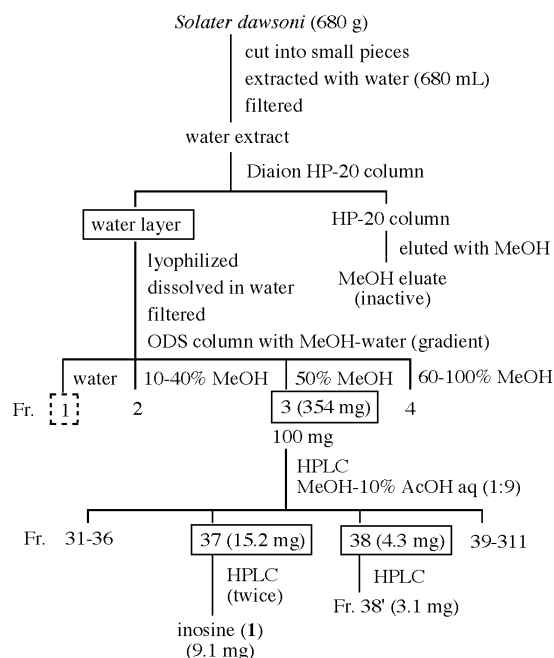 Solater dawsoni (680 g)
cut into small pieces
extracted with water (680 mL)
filtered
water extract
Diaion HP-20 column
water layer
HP-20 column
eluted with MeOH
MeOH eluate
(inactive)
lyophilized
dissolved in water
filtered
ODS column with MeOH-water (gradient)
water 10-40% MeOH 50% MeOH 60-100% MeOH
Fr. 1 2 3 (354 mg) 4
100 mg
HPLC
MeOH-10% AcOH aq (1:9)
Fr. 31-36 37 (15.2 mg) 38 (4.3 mg) 39-311
HPLC
(twice)
HPLC
Fr. 38' (3.1 mg)
inosine (1)
(9.1 mg)